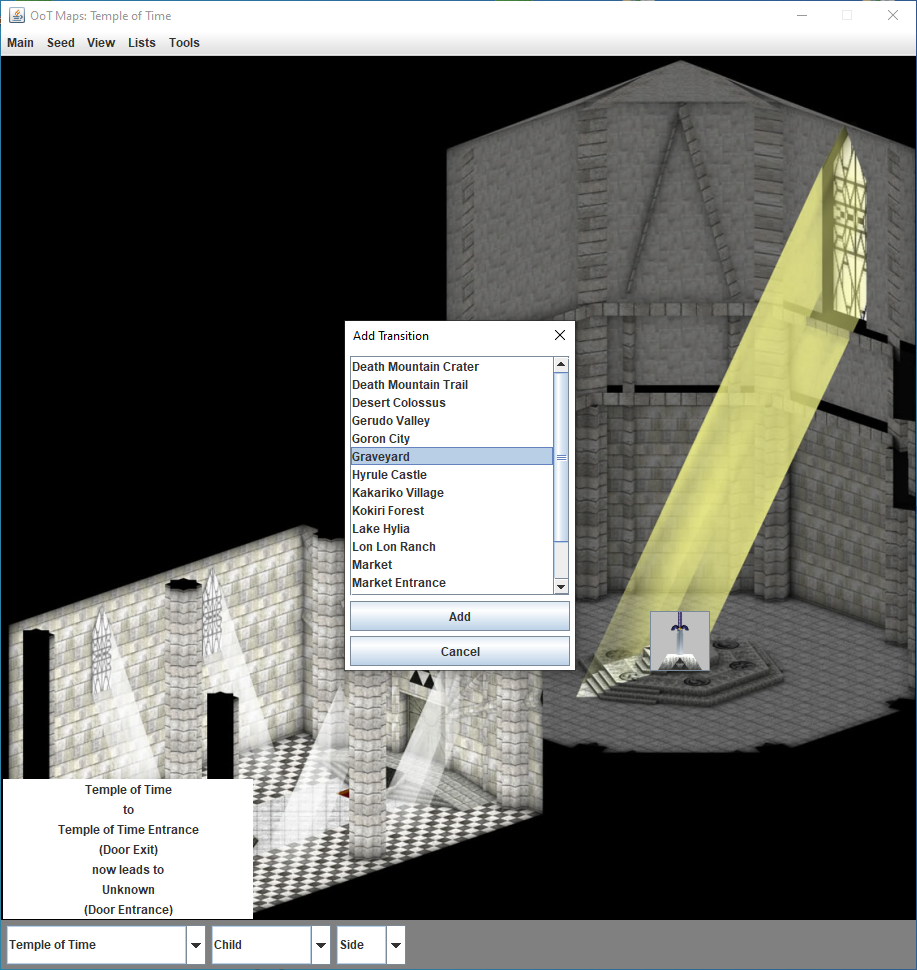 OoT Maps: Temple of Time
Main Seed View Lists Tools
Add Transition
Death Mountain Crater
Death Mountain Trail
Desert Colossus
Gerudo Valley
Goron City
Graveyard
Hyrule Castle
Kakariko Village
Kokiri Forest
Lake Hylia
Lon Lon Ranch
Market
Market Entrance
Add
Cancel
Temple of Time
to
Temple of Time Entrance
(Door Exit)
now leads to
Unknown
(Door Entrance)
Temple of Time Child Side